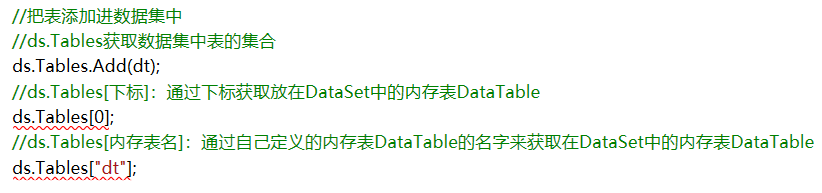 //把表添加进数据集中
//ds.Tables获取数据集中表的集合
ds.Tables.Add(dt);
//ds.Tables[下标]：通过下标获取放在DataSet中的内存表DataTable
ds.Tables[0];
//ds.Tables[内存表名]：通过自己定义的内存表DataTable的名字来获取在DataSet中的内存表DataTable
ds.Tables["dt"];